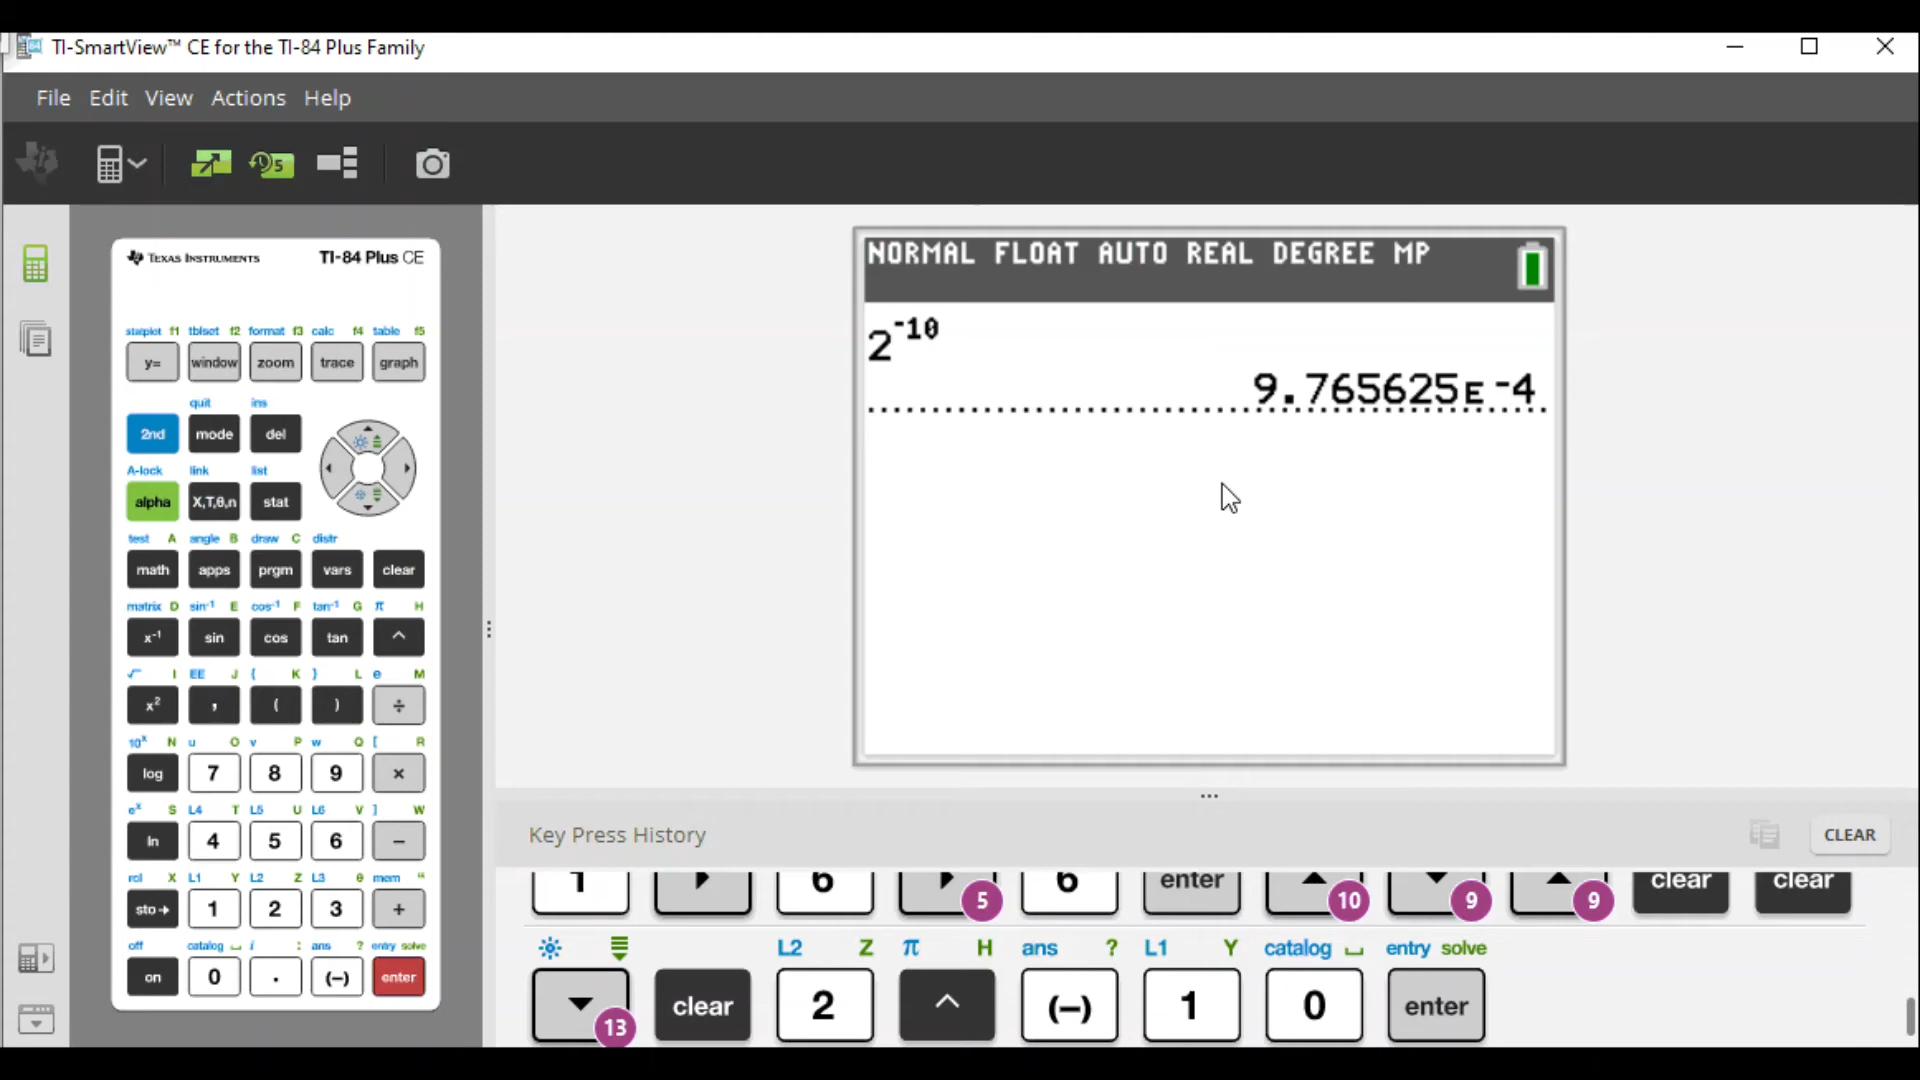 TI-SmartView™ CE for the TI-84 Plus Family
File Edit View Actions Help
5
TEXAS INSTRUMENTS TI-84 Plus CE
statplot f1 tblset f2 format f3 calc f4 table f5
y= window zoom trace graph
quit ins
2nd mode del
A-lock link list
alpha X,T,θ,n stat
test A angle B draw C distr
math apps prgm vars clear
matrix D sin⁻¹ E cos⁻¹ F tan⁻¹ G π H
x⁻¹ sin cos tan ^
√ I EE J { K } L e M
x² , ( ) ÷
10ˣ N u O v P w Q [ R
log 7 8 9 ×
eˣ S L4 T L5 U L6 V ] W
ln 4 5 6 −
rcl X L1 Y L2 Z L3 θ mem "
sto→ 1 2 3 +
off catalog ⎵ i : ans ? entry solve
on 0 . (–) enter
NORMAL FLOAT AUTO REAL DEGREE MP
2⁻¹⁰
9.765625E⁻4
Key Press History
CLEAR
1 ▶ 6 ▶ 5 6 enter ▲ 10 ▼ 9 ▲ 9 clear clear
L2 Z π H ans ? L1 Y catalog ⎵ entry solve
▼ 13 clear 2 ^ (–) 1 0 enter